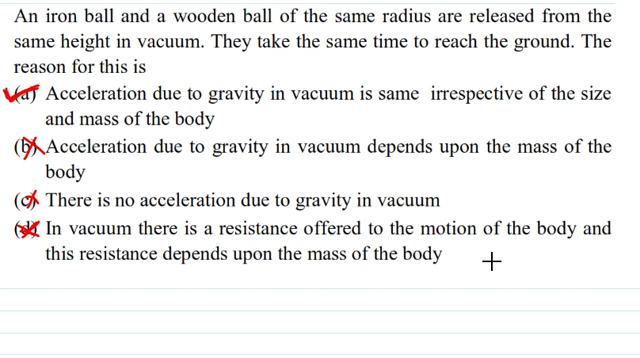 An iron ball and a wooden ball of the same radius are released from the
same height in vacuum. They take the same time to reach the ground. The
reason for this is
(a) Acceleration due to gravity in vacuum is same irrespective of the size
and mass of the body
(b) Acceleration due to gravity in vacuum depends upon the mass of the
body
(c) There is no acceleration due to gravity in vacuum
(d) In vacuum there is a resistance offered to the motion of the body and
this resistance depends upon the mass of the body